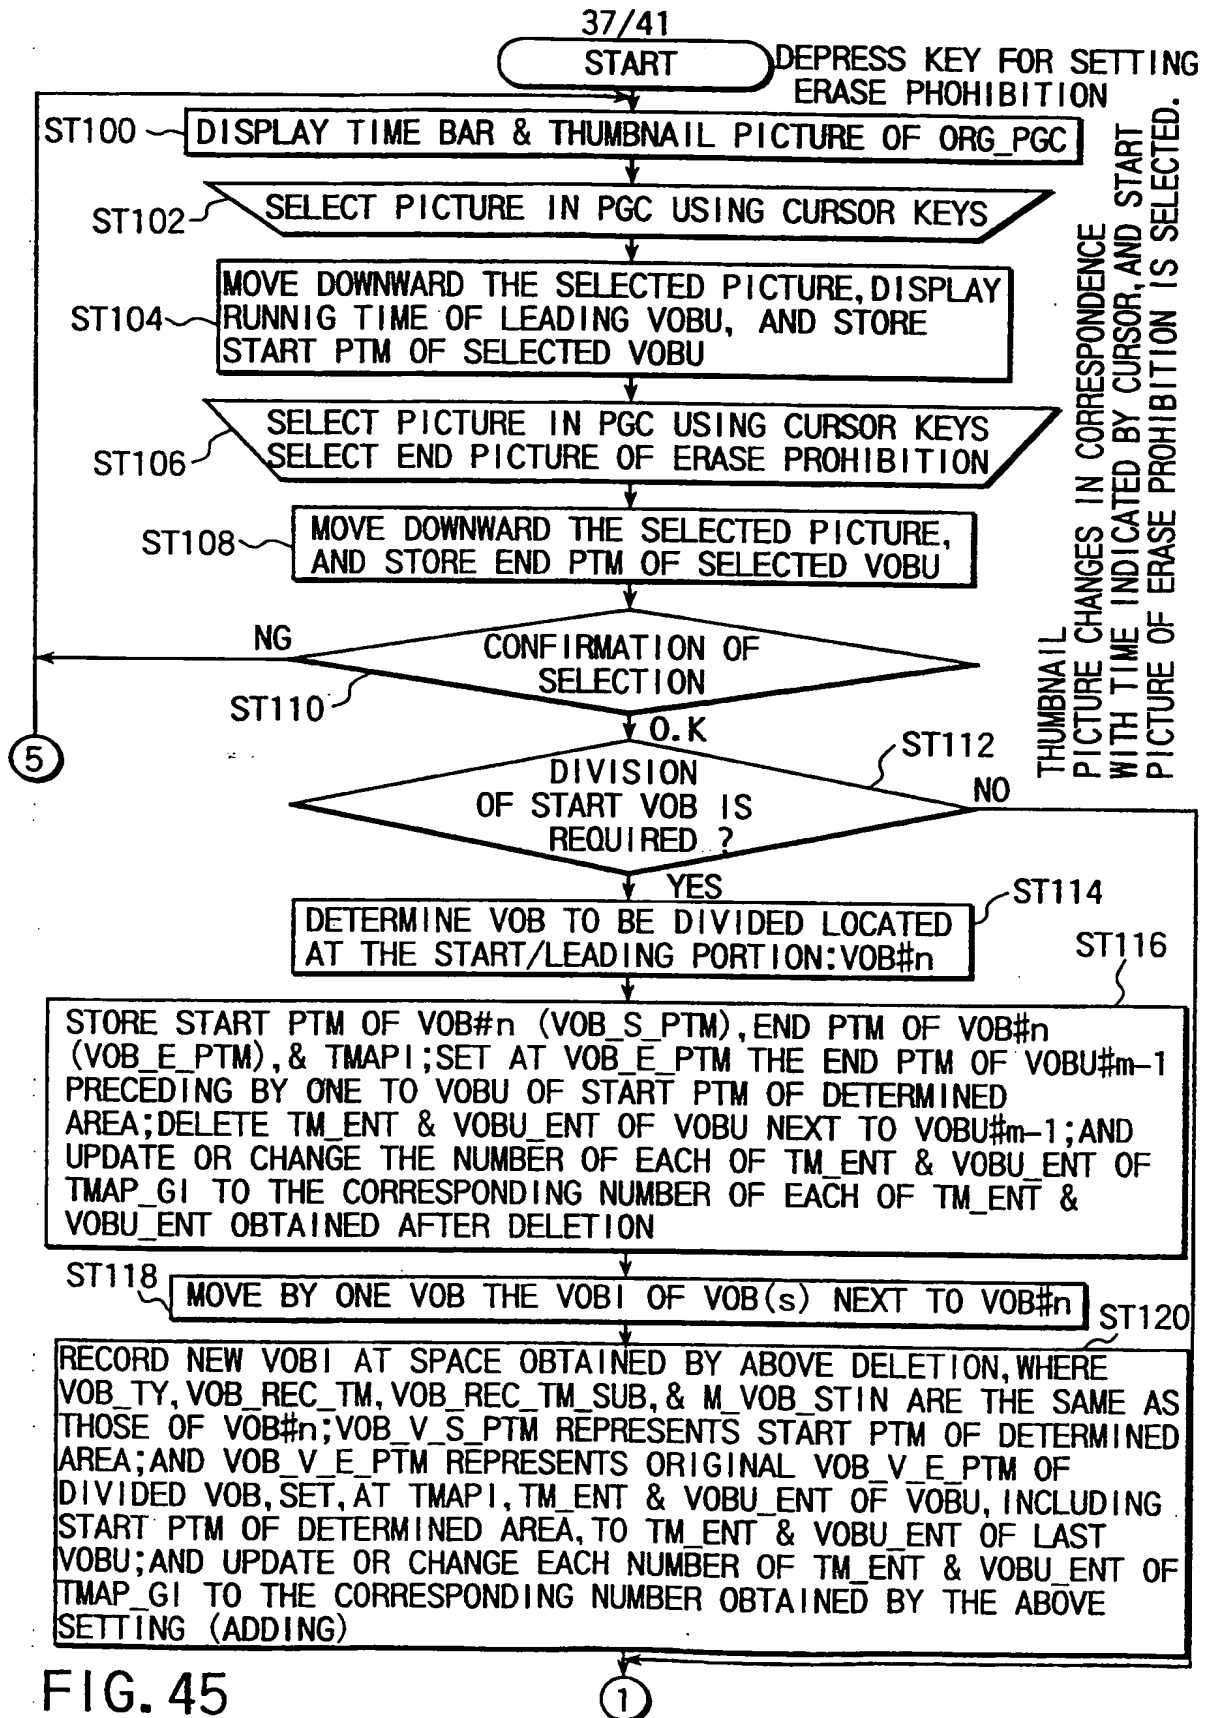 37/41
START
DEPRESS KEY FOR SETTING
ERASE PHOHIBITION
ST100
DISPLAY TIME BAR & THUMBNAIL PICTURE OF ORG_PGC
ST102
SELECT PICTURE IN PGC USING CURSOR KEYS
ST104
MOVE DOWNWARD THE SELECTED PICTURE, DISPLAY
RUNNIG TIME OF LEADING VOBU, AND STORE
START PTM OF SELECTED VOBU
ST106
SELECT PICTURE IN PGC USING CURSOR KEYS
SELECT END PICTURE OF ERASE PROHIBITION
ST108
MOVE DOWNWARD THE SELECTED PICTURE,
AND STORE END PTM OF SELECTED VOBU
THUMBNAIL
PICTURE CHANGES IN CORRESPONDENCE
WITH TIME INDICATED BY CURSOR, AND START
PICTURE OF ERASE PROHIBITION IS SELECTED.
NG
CONFIRMATION OF
SELECTION
ST110
O.K
5
ST112
DIVISION
OF START VOB IS
REQUIRED ?
NO
YES
ST114
DETERMINE VOB TO BE DIVIDED LOCATED
AT THE START/LEADING PORTION:VOB#n
ST116
STORE START PTM OF VOB#n (VOB_S_PTM), END PTM OF VOB#n
(VOB_E_PTM), & TMAPI;SET AT VOB_E_PTM THE END PTM OF VOBU#m-1
PRECEDING BY ONE TO VOBU OF START PTM OF DETERMINED
AREA;DELETE TM_ENT & VOBU_ENT OF VOBU NEXT TO VOBU#m-1;AND
UPDATE OR CHANGE THE NUMBER OF EACH OF TM_ENT & VOBU_ENT OF
TMAP_GI TO THE CORRESPONDING NUMBER OF EACH OF TM_ENT &
VOBU_ENT OBTAINED AFTER DELETION
ST118
MOVE BY ONE VOB THE VOBI OF VOB(s) NEXT TO VOB#n
ST120
RECORD NEW VOBI AT SPACE OBTAINED BY ABOVE DELETION, WHERE
VOB_TY, VOB_REC_TM, VOB_REC_TM_SUB, & M_VOB_STIN ARE THE SAME AS
THOSE OF VOB#n;VOB_V_S_PTM REPRESENTS START PTM OF DETERMINED
AREA;AND VOB_V_E_PTM REPRESENTS ORIGINAL VOB_V_E_PTM OF
DIVIDED VOB, SET, AT TMAPI, TM_ENT & VOBU_ENT OF VOBU, INCLUDING
START PTM OF DETERMINED AREA, TO TM_ENT & VOBU_ENT OF LAST
VOBU;AND UPDATE OR CHANGE EACH NUMBER OF TM_ENT & VOBU_ENT OF
TMAP_GI TO THE CORRESPONDING NUMBER OBTAINED BY THE ABOVE
SETTING (ADDING)
1
FIG. 45